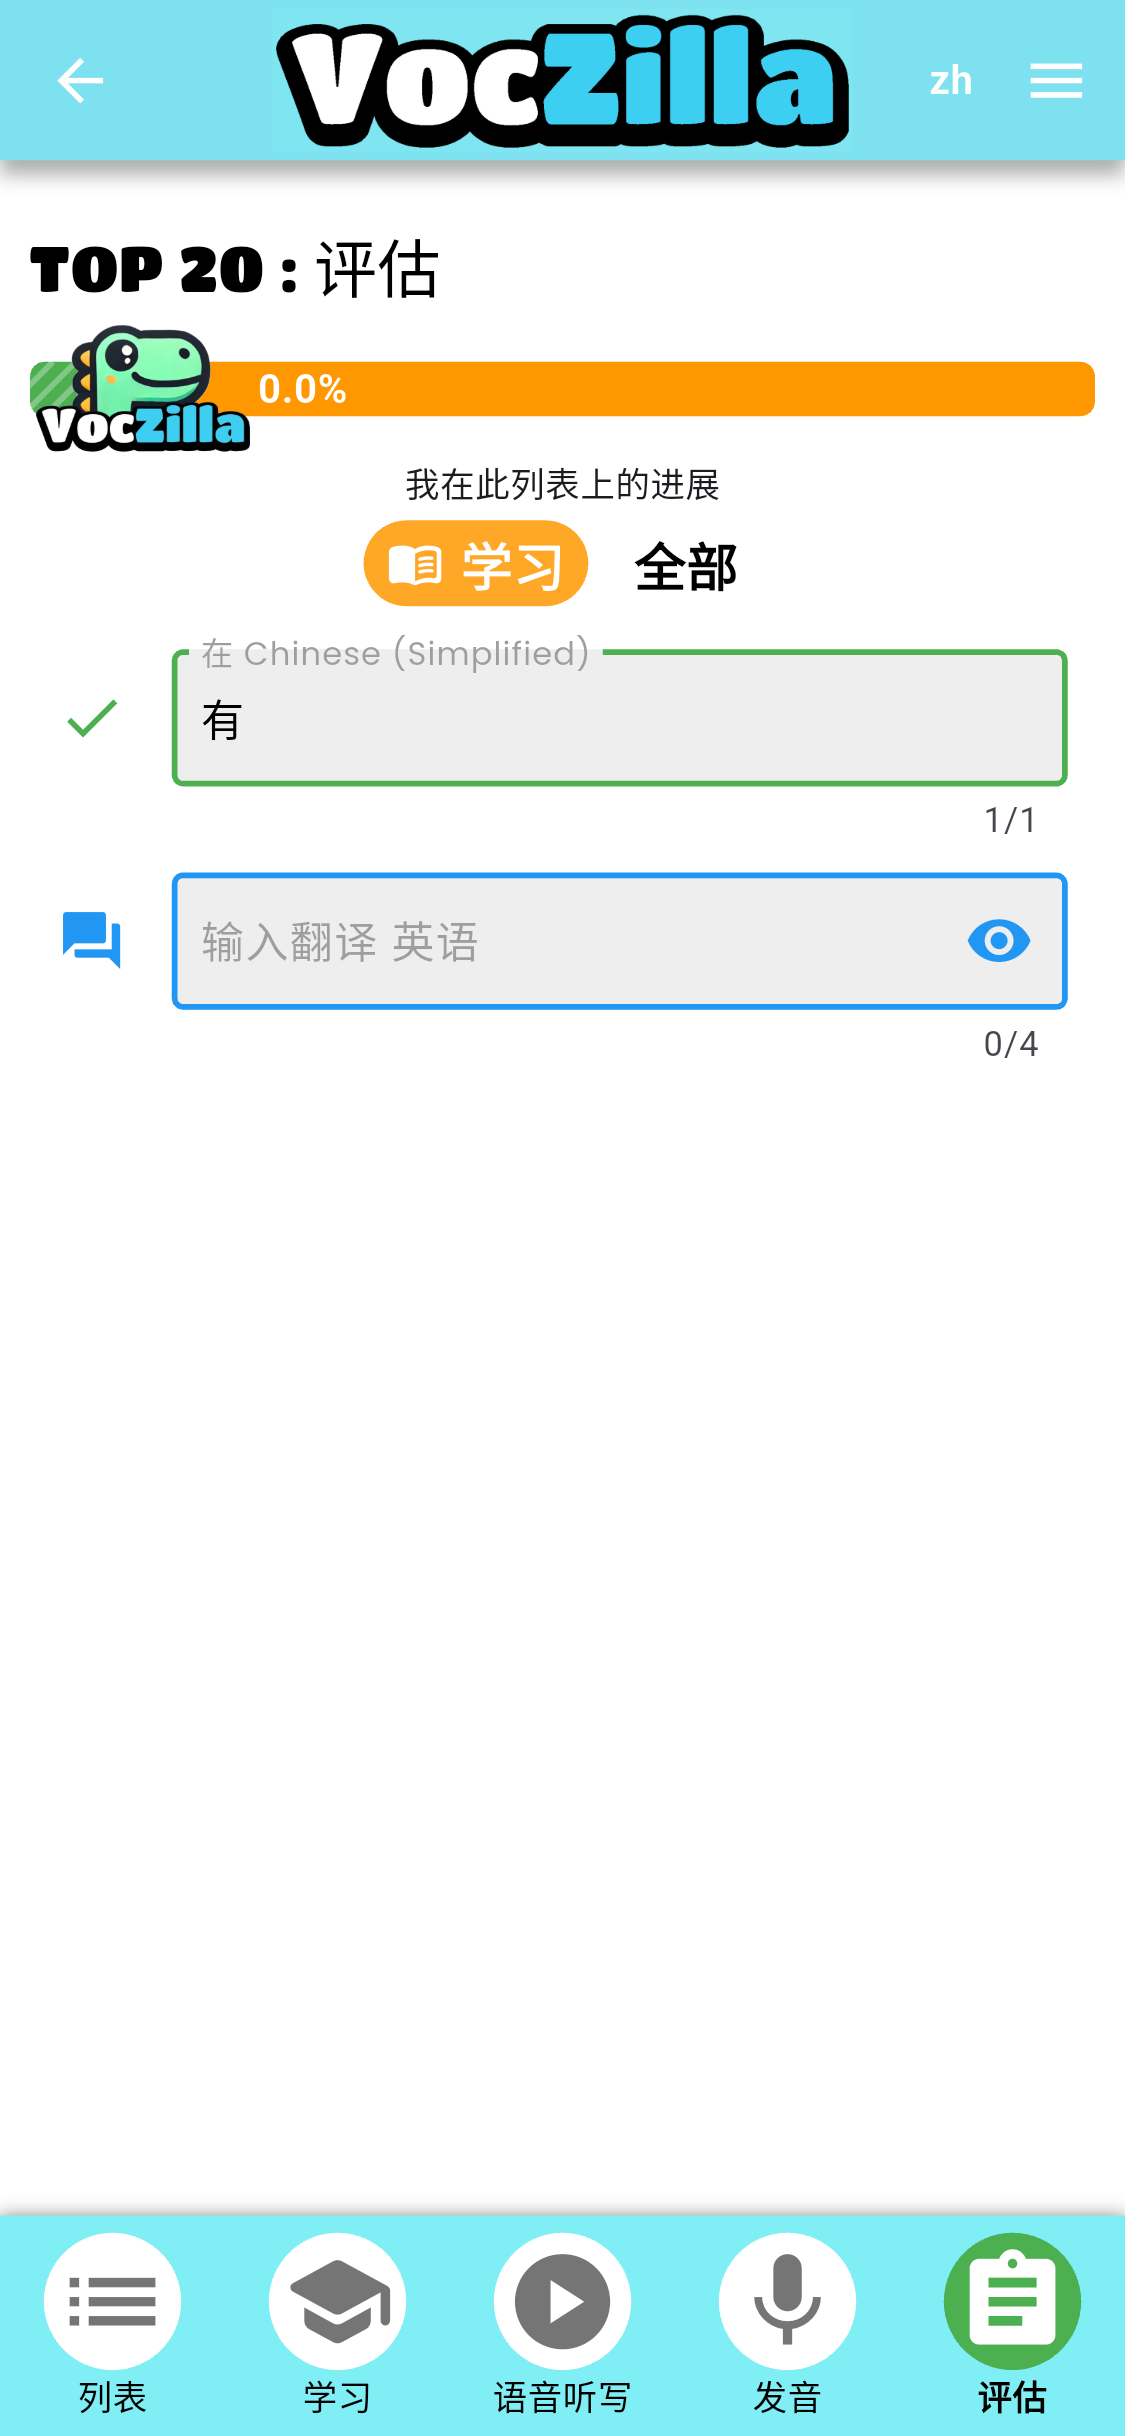 VocZilla
zh
TOP 20 : 评估
0.0%
VocZilla
我在此列表上的进展
学习 全部
在 Chinese (Simplified)
有
1/1
输入翻译 英语
0/4
列表 学习 语音听写 发音 评估